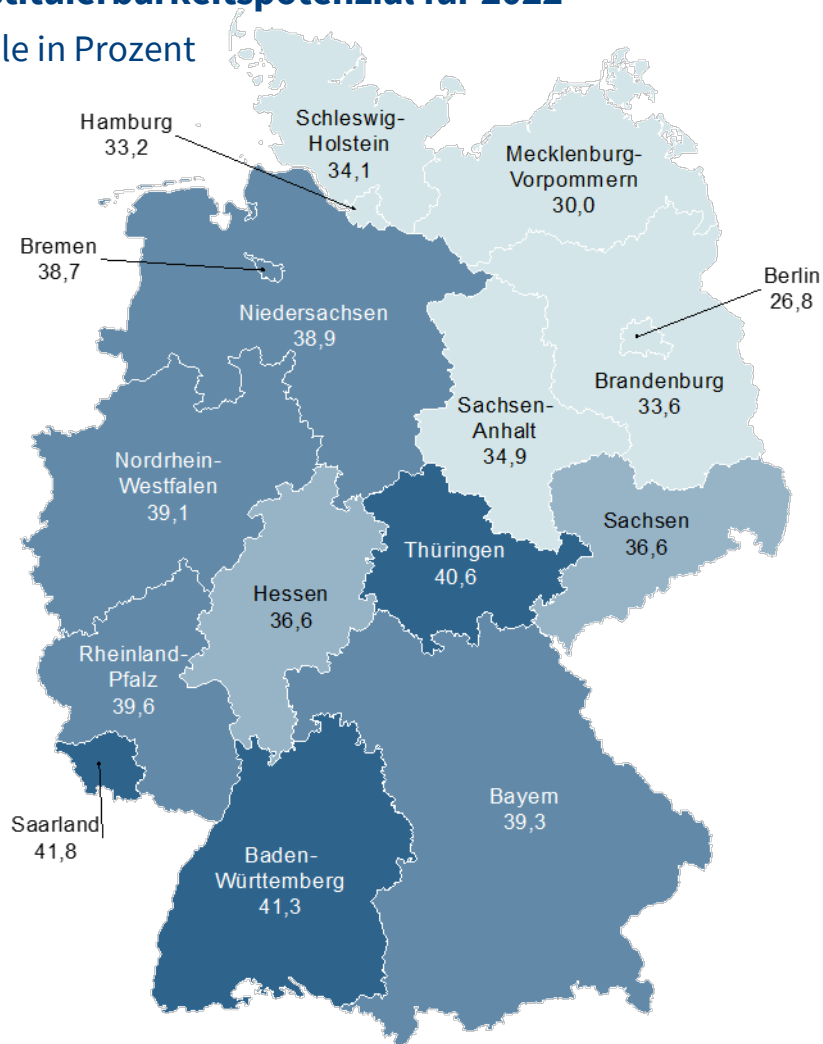 für 2022
in Prozent
Schleswig-
Holstein
34,1
Hamburg
33,2
Mecklenburg-
Vorpommern
30,0
Bremen
38,7
Niedersachsen
38,9
Berlin
26,8
Brandenburg
33,6
Sachsen-
Anhalt
34,9
Nordrhein-
Westfalen
39,1
Sachsen
36,6
Thüringen
40,6
Hessen
36,6
Rheinland-
Pfalz
39,6
Saarland
41,8
Bayern
39,3
Baden-
Württemberg
41,3